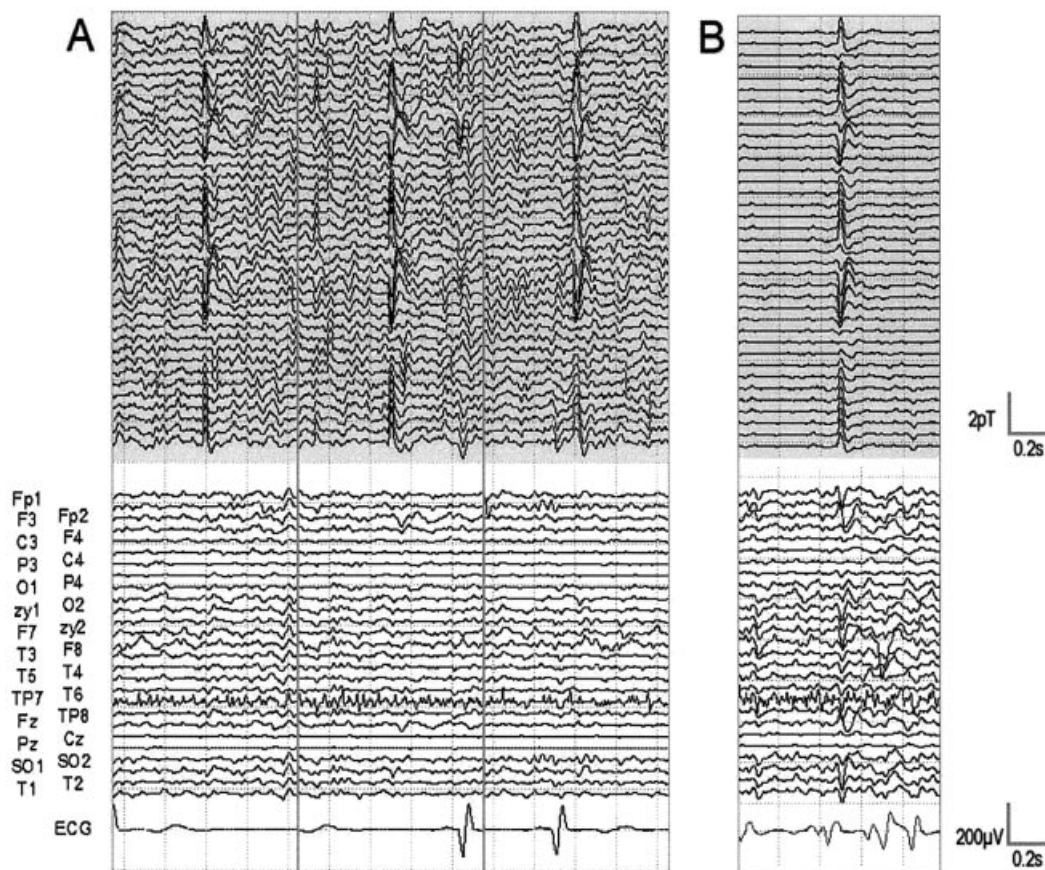 A B
2pT
0.2s
Fp1
F3 Fp2
C3 F4
P3 C4
O1 P4
zy1 O2
F7 zy2
T3 F8
T5 T4
TP7 T6
Fz TP8
Pz Cz
SO1 SO2
T1 T2
ECG
200μV
0.2s